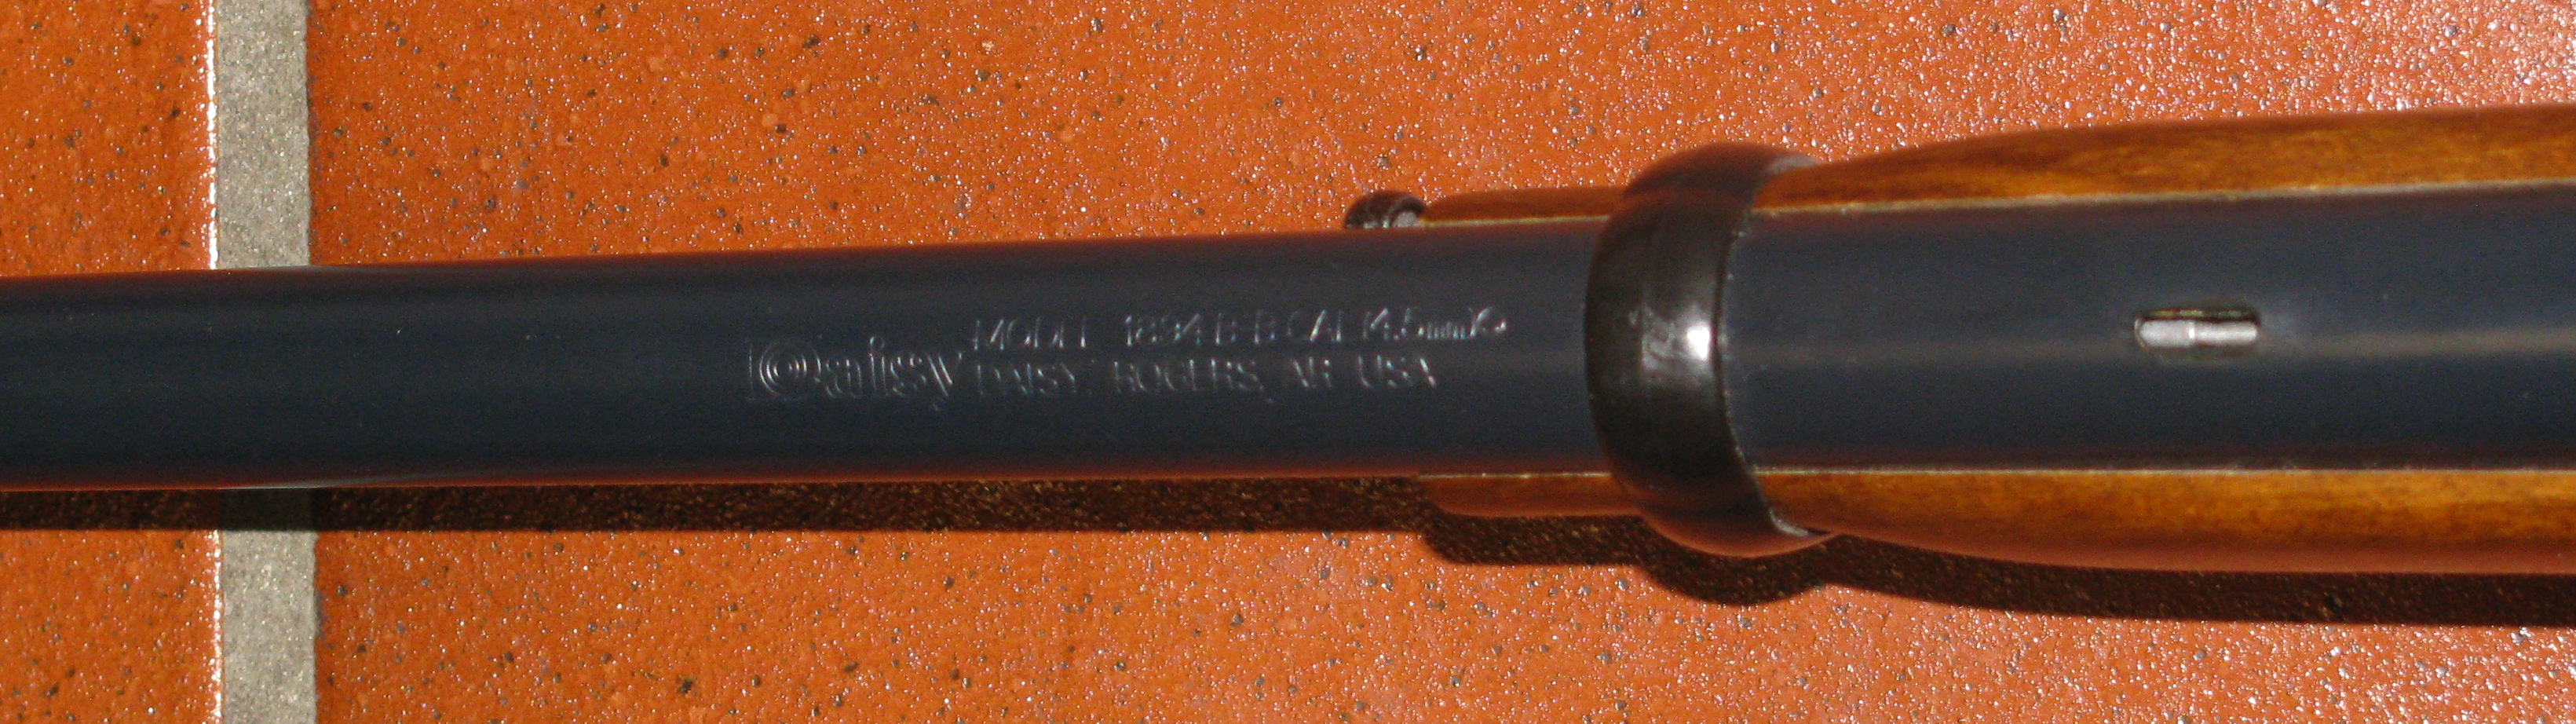 Daisy
MODEL 1894 B·B CAL (4.5mm)
DAISY, ROGERS, AR USA